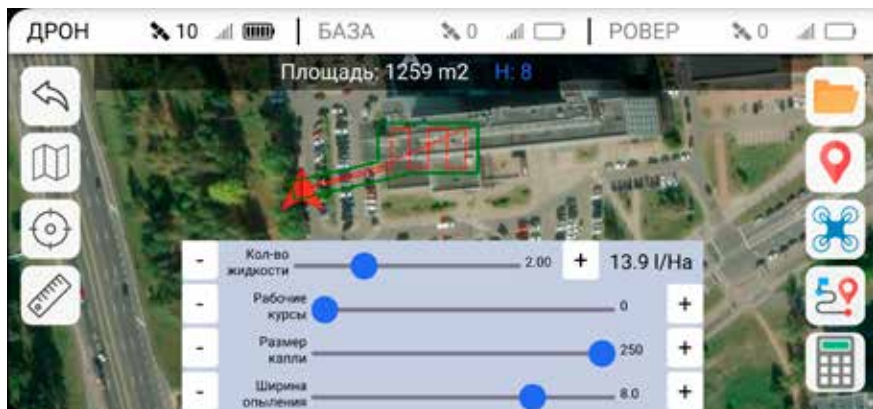 ДРОН 10 БАЗА 0 РОВЕР 0
Площадь: 1259 m2 H: 8
- Кол-во жидкости 2.00 + 13.9 l/Ha
- Рабочие курсы 0 +
- Размер капли 250 +
- Ширина опыления 8.0 +